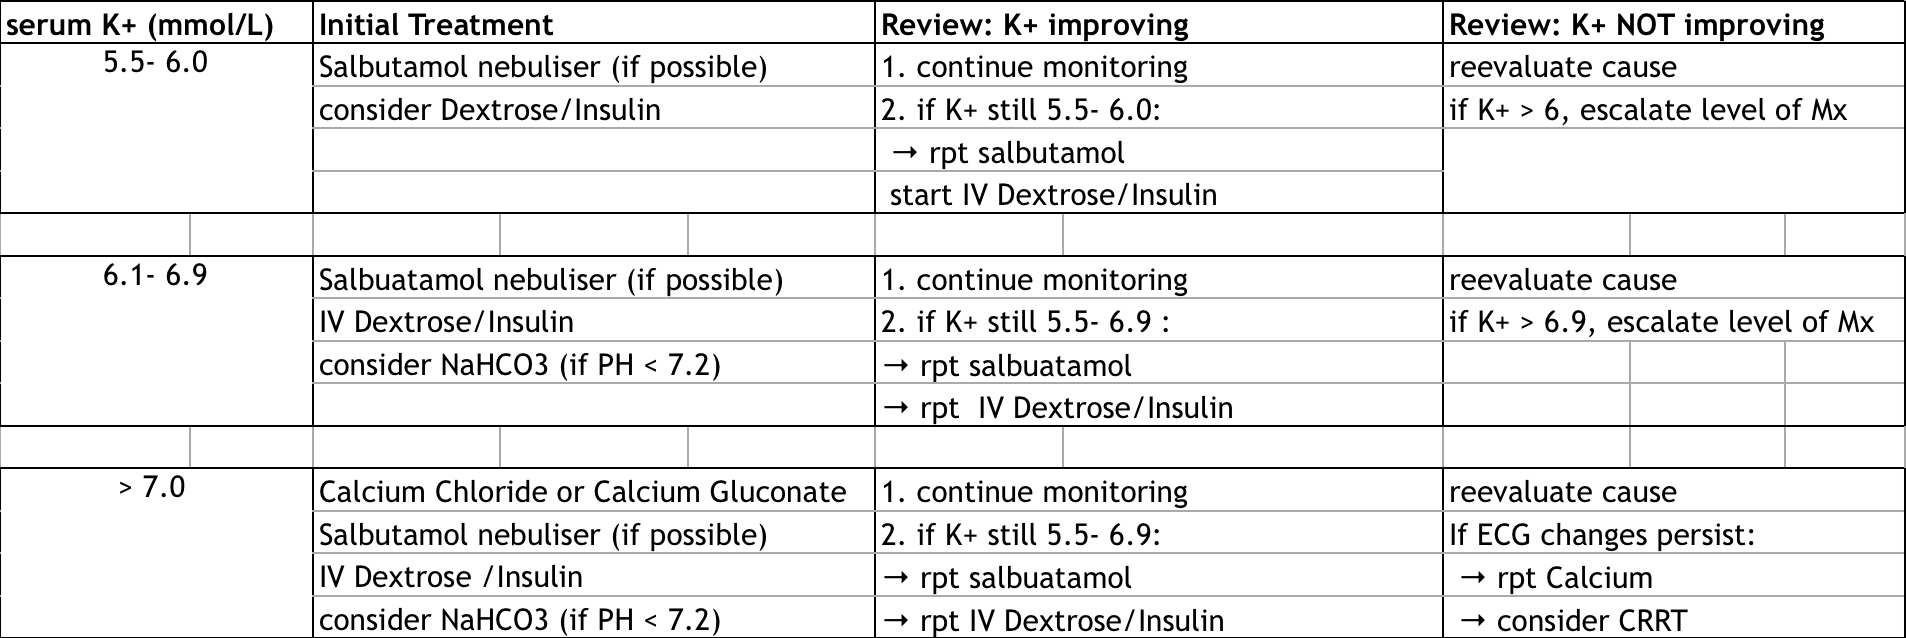 serum K+ (mmol/L) Initial Treatment Review: K+ improving Review: K+ NOT improving
5.5- 6.0 Salbutamol nebuliser (if possible) 1. continue monitoring reevaluate cause
consider Dextrose/Insulin 2. if K+ still 5.5- 6.0: if K+ > 6, escalate level of Mx
→ rpt salbutamol
start IV Dextrose/Insulin
6.1- 6.9 Salbuatamol nebuliser (if possible) 1. continue monitoring reevaluate cause
IV Dextrose/Insulin 2. if K+ still 5.5- 6.9 : if K+ > 6.9, escalate level of Mx
consider NaHCO3 (if PH < 7.2) → rpt salbuatamol
→ rpt IV Dextrose/Insulin
> 7.0 Calcium Chloride or Calcium Gluconate 1. continue monitoring reevaluate cause
Salbutamol nebuliser (if possible) 2. if K+ still 5.5- 6.9: If ECG changes persist:
IV Dextrose /Insulin → rpt salbuatamol → rpt Calcium
consider NaHCO3 (if PH < 7.2) → rpt IV Dextrose/Insulin → consider CRRT